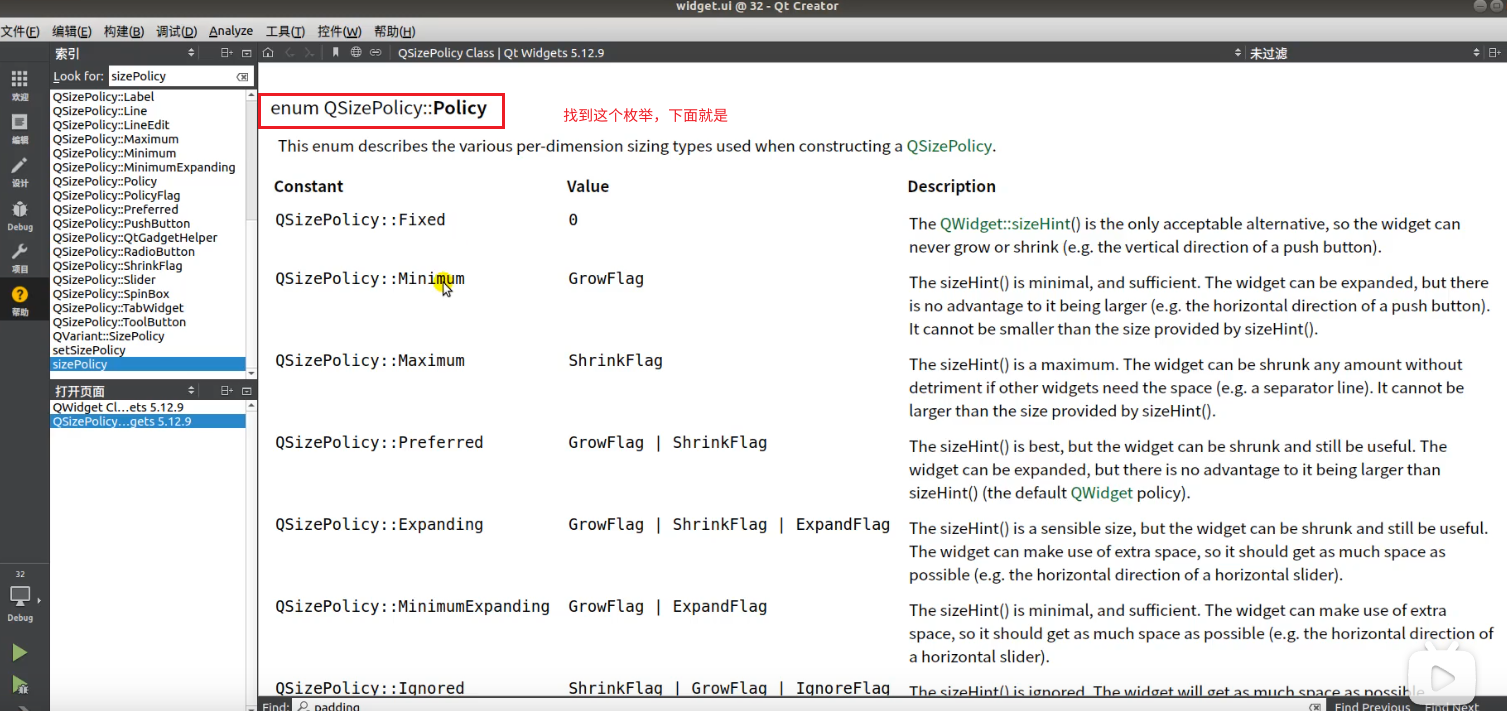 widget.ui @ 32 - Qt Creator
文件(F) 编辑(E) 构建(B) 调试(D) Analyze 工具(T) 控件(W) 帮助(H)
索引
QSizePolicy Class | Qt Widgets 5.12.9
未过滤
Look for: sizePolicy
欢迎
编辑
设计
Debug
项目
帮助
32
Debug
QSizePolicy::Label
QSizePolicy::Line
QSizePolicy::LineEdit
QSizePolicy::Maximum
QSizePolicy::Minimum
QSizePolicy::MinimumExpanding
QSizePolicy::Policy
QSizePolicy::PolicyFlag
QSizePolicy::Preferred
QSizePolicy::PushButton
QSizePolicy::QtGadgetHelper
QSizePolicy::RadioButton
QSizePolicy::ShrinkFlag
QSizePolicy::Slider
QSizePolicy::SpinBox
QSizePolicy::TabWidget
QSizePolicy::ToolButton
QVariant::SizePolicy
setSizePolicy
sizePolicy
打开页面
QWidget Cl...ets 5.12.9
QSizePolicy...gets 5.12.9
enum QSizePolicy::Policy
找到这个枚举，下面就是
This enum describes the various per-dimension sizing types used when constructing a QSizePolicy.
Constant Value Description
QSizePolicy::Fixed 0
The QWidget::sizeHint() is the only acceptable alternative, so the widget can
never grow or shrink (e.g. the vertical direction of a push button).
QSizePolicy::Minimum GrowFlag
The sizeHint() is minimal, and sufficient. The widget can be expanded, but there
is no advantage to it being larger (e.g. the horizontal direction of a push button).
It cannot be smaller than the size provided by sizeHint().
QSizePolicy::Maximum ShrinkFlag
The sizeHint() is a maximum. The widget can be shrunk any amount without
detriment if other widgets need the space (e.g. a separator line). It cannot be
larger than the size provided by sizeHint().
QSizePolicy::Preferred GrowFlag | ShrinkFlag
The sizeHint() is best, but the widget can be shrunk and still be useful. The
widget can be expanded, but there is no advantage to it being larger than
sizeHint() (the default QWidget policy).
QSizePolicy::Expanding GrowFlag | ShrinkFlag | ExpandFlag
The sizeHint() is a sensible size, but the widget can be shrunk and still be useful.
The widget can make use of extra space, so it should get as much space as
possible (e.g. the horizontal direction of a horizontal slider).
QSizePolicy::MinimumExpanding GrowFlag | ExpandFlag
The sizeHint() is minimal, and sufficient. The widget can make use of extra
space, so it should get as much space as possible (e.g. the horizontal direction of
a horizontal slider).
QSizePolicy::Ignored ShrinkFlag | GrowFlag | IgnoreFlag
The sizeHint() is ignored. The widget will get as much space as possible
Find: padding
Find Previous Find Next